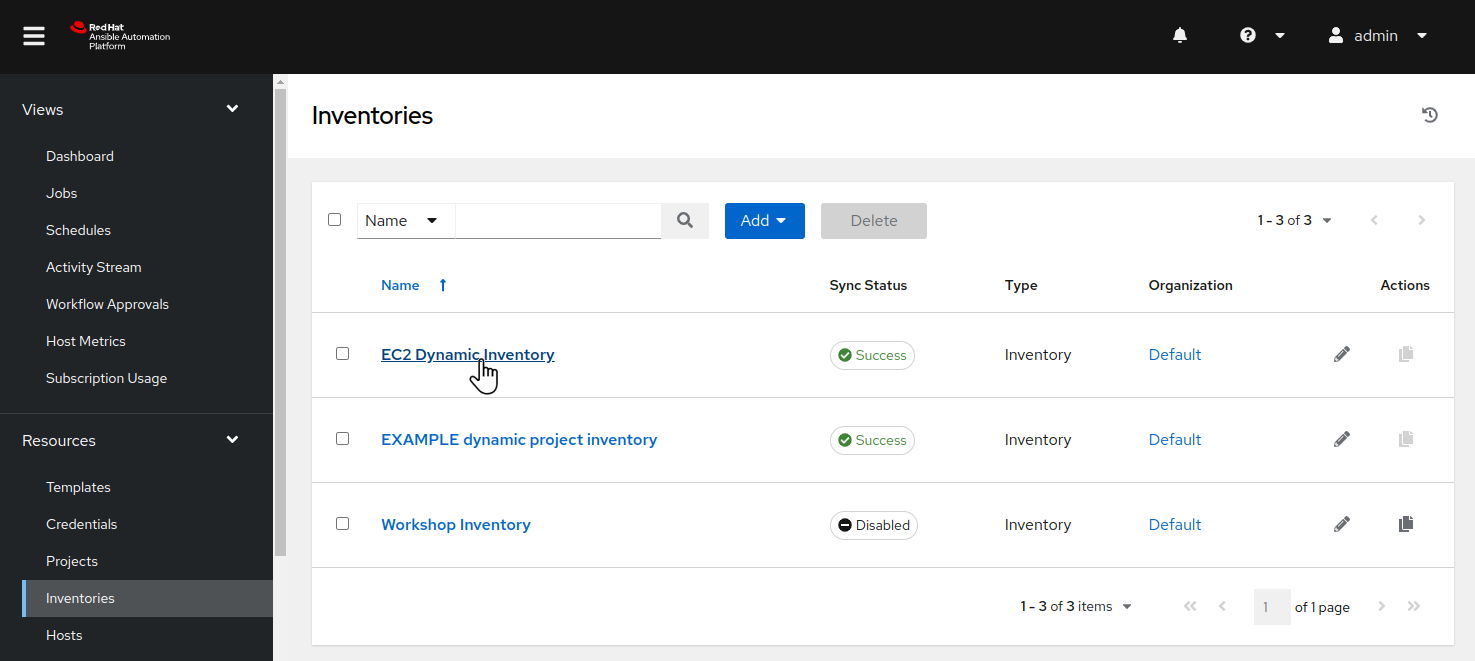 Red Hat
Ansible Automation
Platform
admin
Views
Dashboard
Jobs
Schedules
Activity Stream
Workflow Approvals
Host Metrics
Subscription Usage
Resources
Templates
Credentials
Projects
Inventories
Hosts
Inventories
Name
Add
Delete
1 - 3 of 3
Name Sync Status Type Organization Actions
EC2 Dynamic Inventory Success Inventory Default
EXAMPLE dynamic project inventory Success Inventory Default
Workshop Inventory Disabled Inventory Default
1 - 3 of 3 items 1 of 1 page